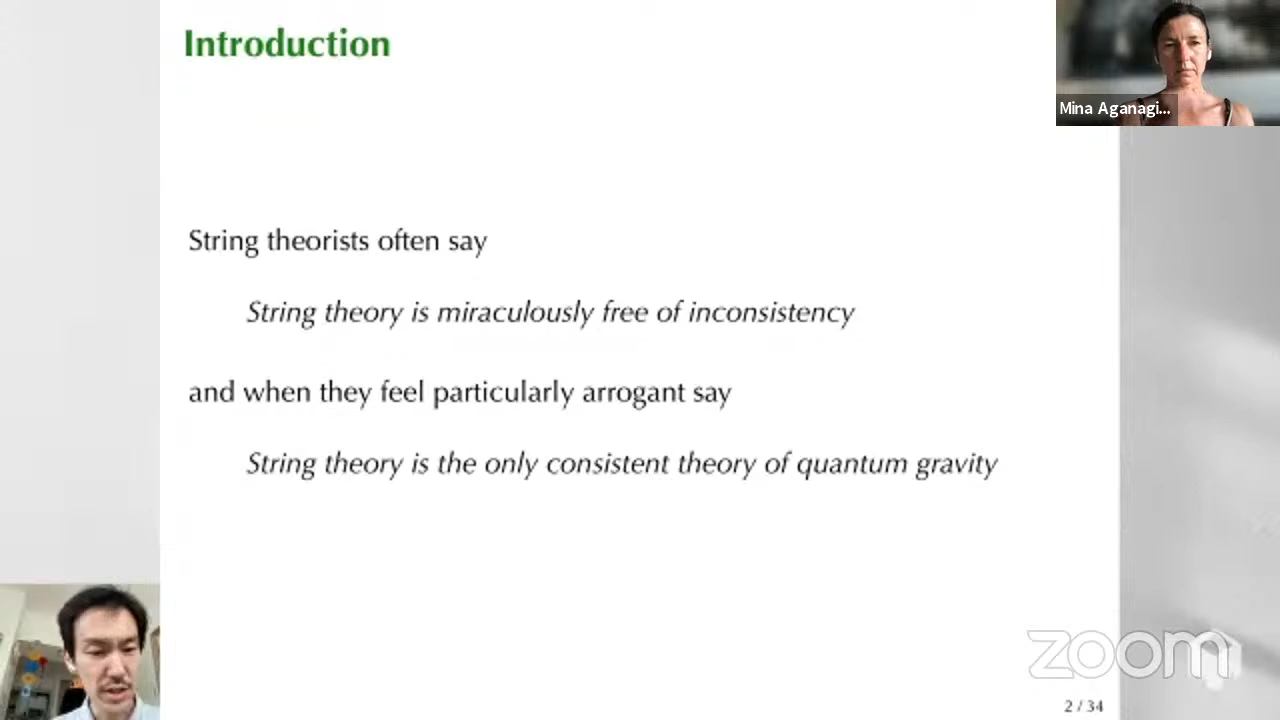 Introduction
Mina Aganagi...
String theorists often say
String theory is miraculously free of inconsistency
and when they feel particularly arrogant say
String theory is the only consistent theory of quantum gravity
zoom
2 / 34